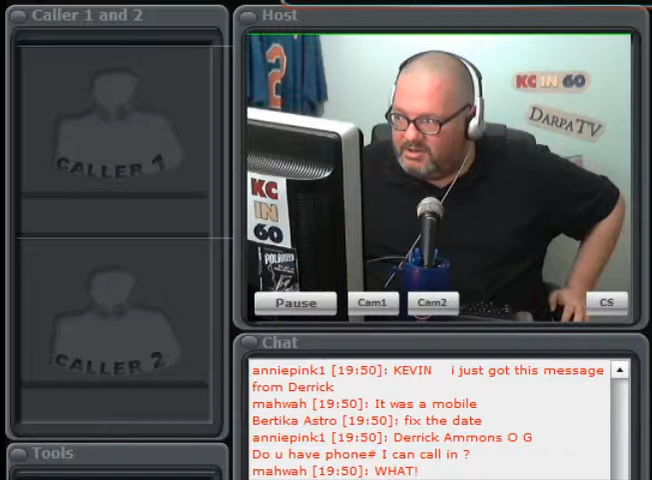 Caller 1 and 2
CALLER 1
CALLER 2
Tools
Host
2
KC IN 60
DARPATV
KC
IN
60
Pause
Cam1
Cam2
CS
Chat
anniepink1 [19:50]: KEVIN i just got this message
from Derrick
mahwah [19:50]: It was a mobile
Bertika Astro [19:50]: fix the date
anniepink1 [19:50]: Derrick Ammons O G
Do u have phone# I can call in ?
mahwah [19:50]: WHAT!